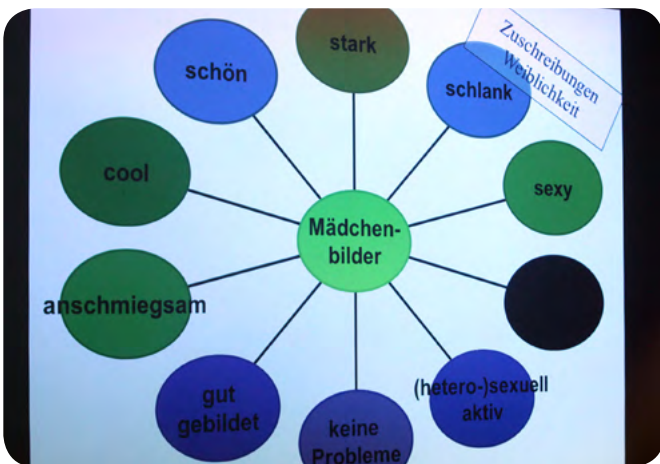 stark
Zuschreibungen
Weiblichkeit
schön
schlank
cool
sexy
Mädchen-
bilder
anschmiegsam
(hetero-)sexuell
aktiv
gut
gebildet
keine
Probleme